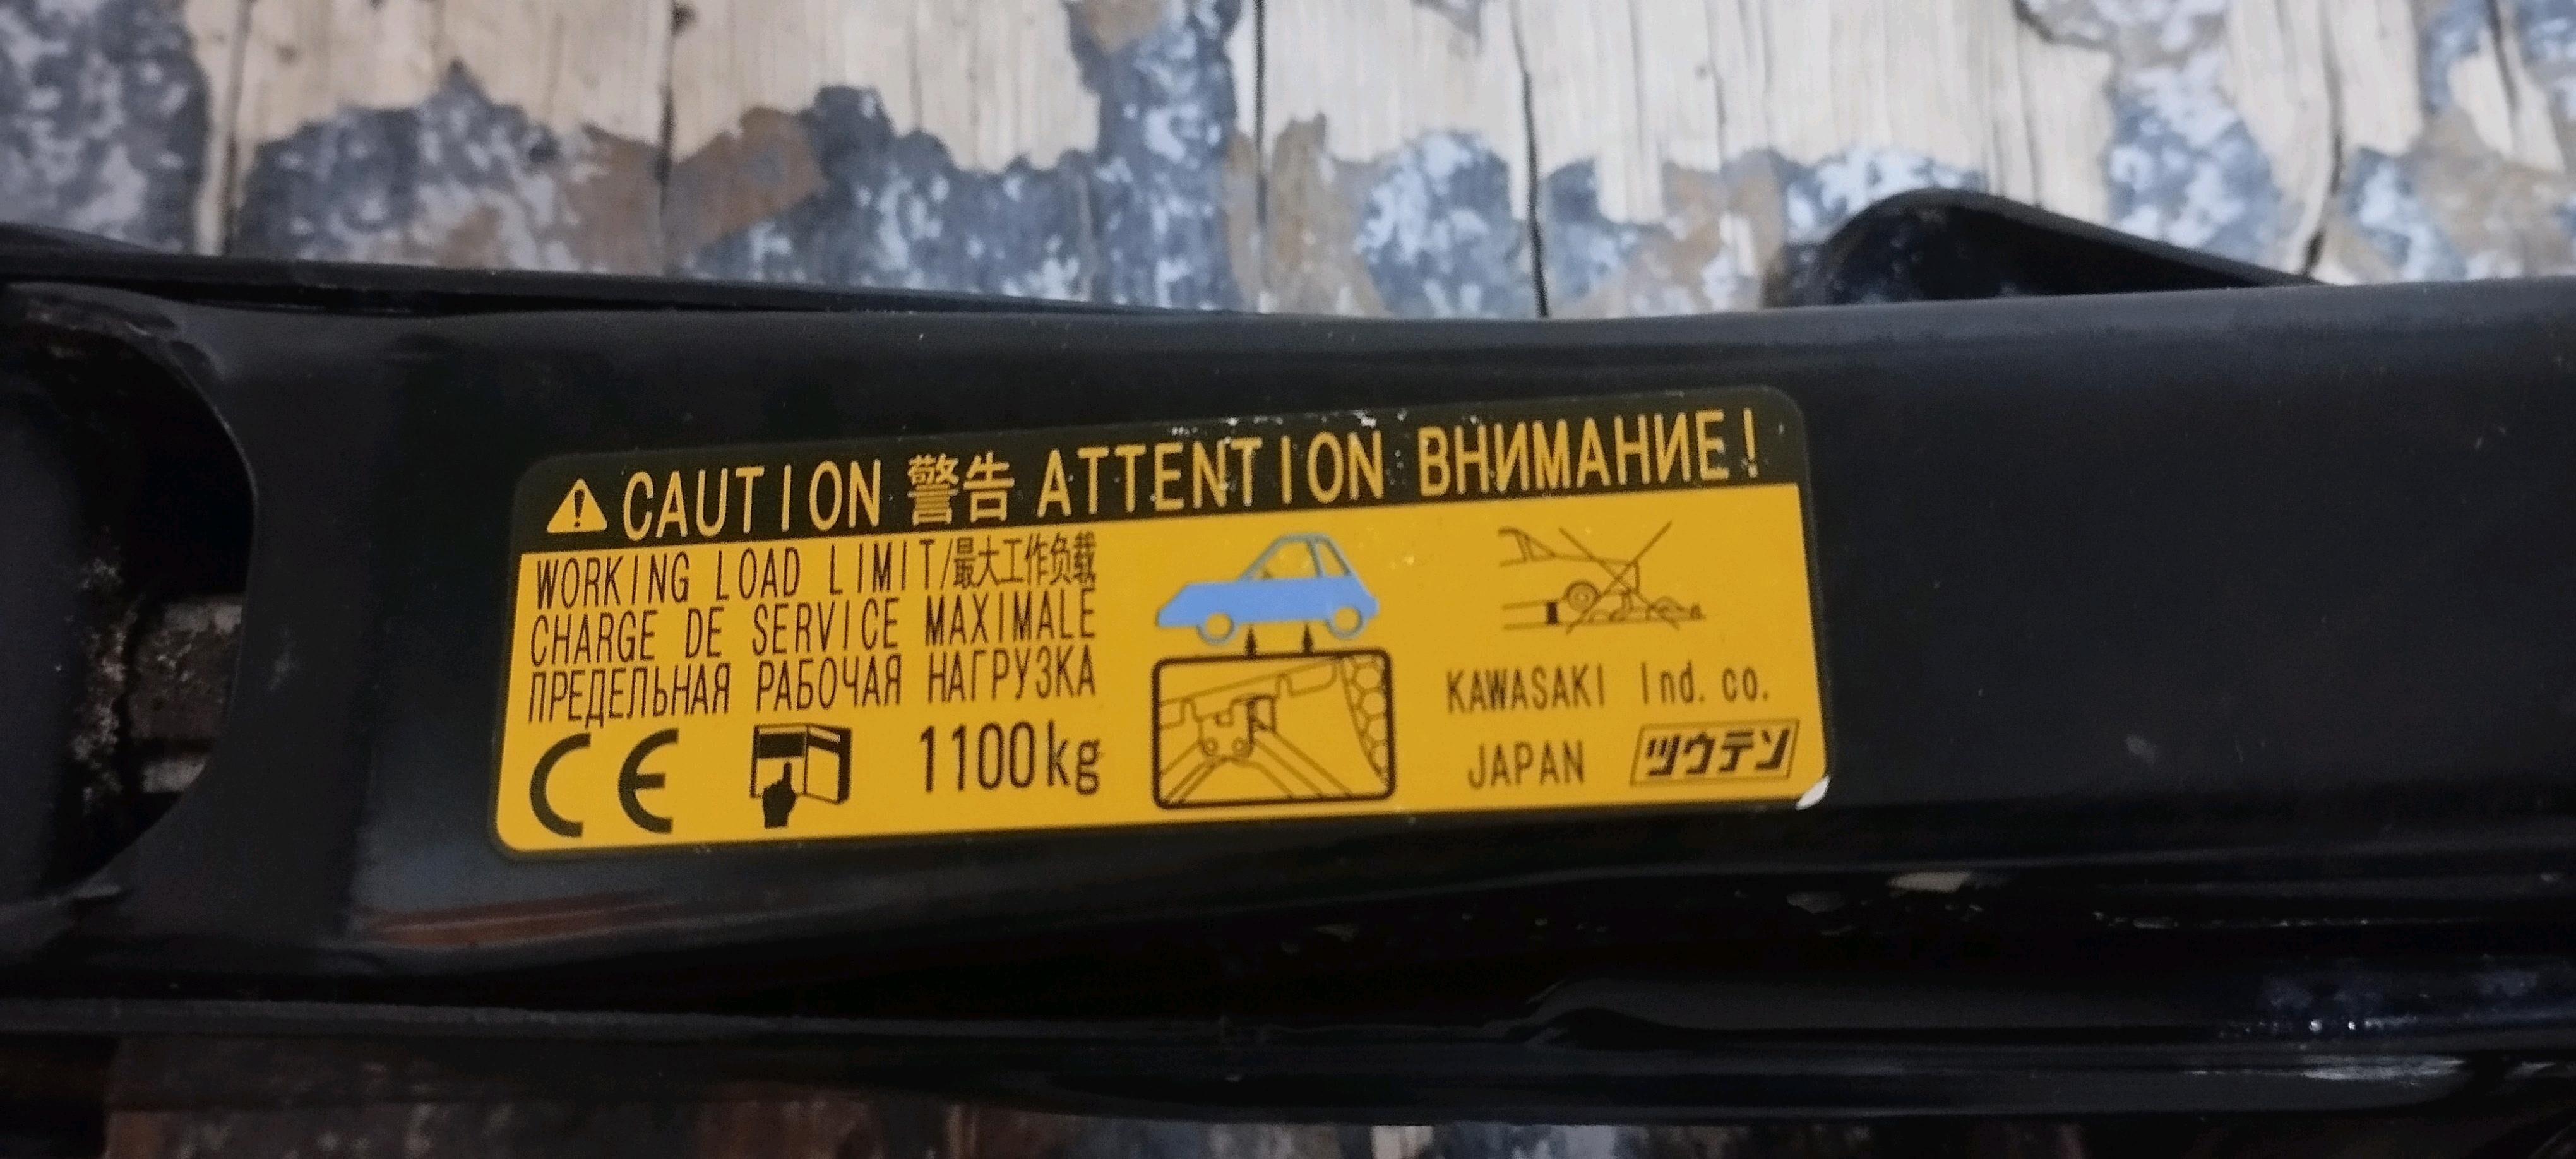 CAUTION 警告 ATTENTION ВНИМАНИЕ!
WORKING LOAD LIMIT/最大工作负载
CHARGE DE SERVICE MAXIMALE
ПРЕДЕЛЬНАЯ РАБОЧАЯ НАГРУЗКА
CE 1100kg
KAWASAKI Ind. co.
JAPAN ツウテン